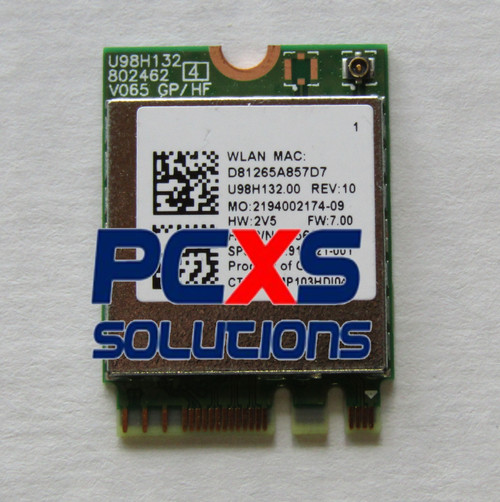 U98H132
802462 4
V065 GP/HF
1
WLAN MAC:
D81265A857D7
U98H132.00 REV:10
MO:2194002174-09
HW:2V5 FW:7.00
PCXS
SOLUTIONS